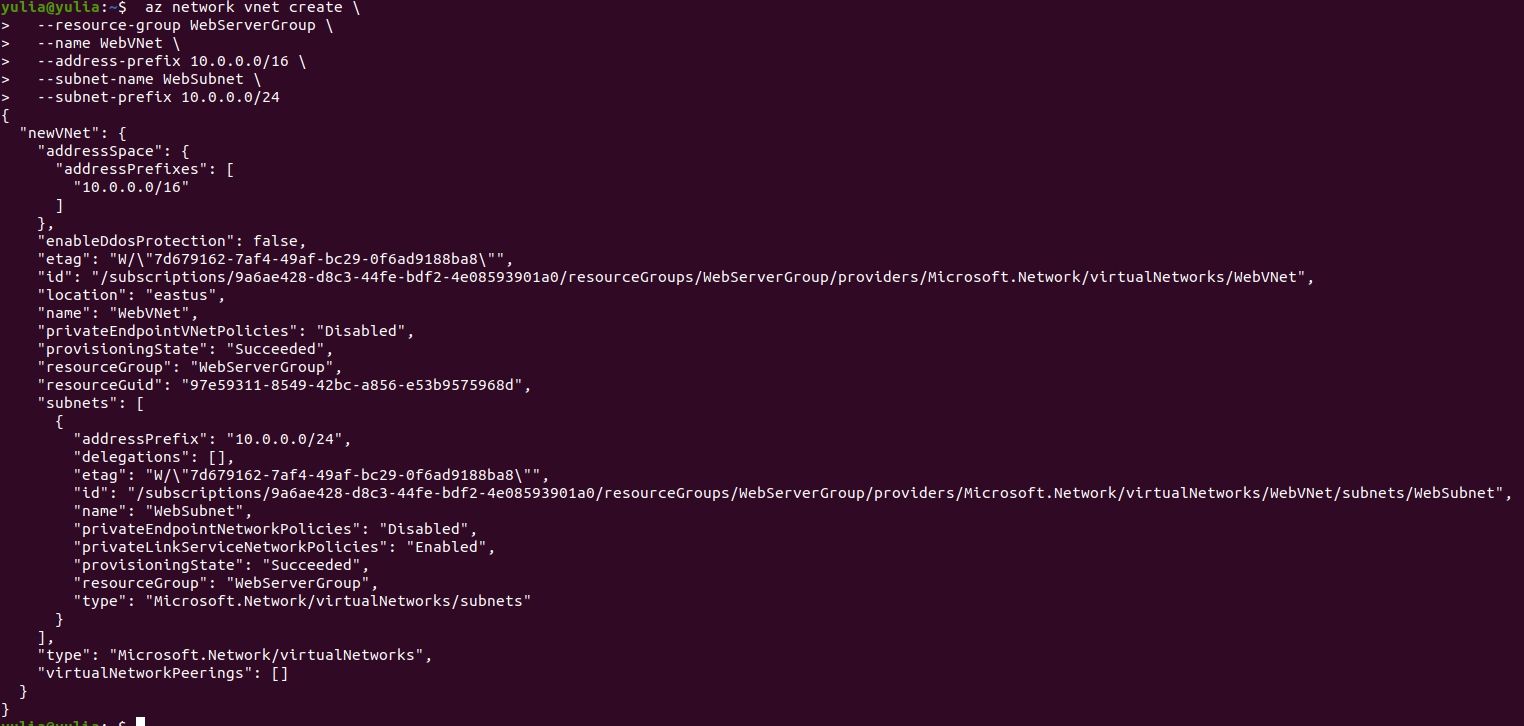 yulia@yulia:~$  az network vnet create \
>   --resource-group WebServerGroup \
>   --name WebVNet \
>   --address-prefix 10.0.0.0/16 \
>   --subnet-name WebSubnet \
>   --subnet-prefix 10.0.0.0/24
{
  "newVNet": {
    "addressSpace": {
      "addressPrefixes": [
        "10.0.0.0/16"
      ]
    },
    "enableDdosProtection": false,
    "etag": "W/\"7d679162-7af4-49af-bc29-0f6ad9188ba8\"",
    "id": "/subscriptions/9a6ae428-d8c3-44fe-bdf2-4e08593901a0/resourceGroups/WebServerGroup/providers/Microsoft.Network/virtualNetworks/WebVNet",
    "location": "eastus",
    "name": "WebVNet",
    "privateEndpointVNetPolicies": "Disabled",
    "provisioningState": "Succeeded",
    "resourceGroup": "WebServerGroup",
    "resourceGuid": "97e59311-8549-42bc-a856-e53b9575968d",
    "subnets": [
      {
        "addressPrefix": "10.0.0.0/24",
        "delegations": [],
        "etag": "W/\"7d679162-7af4-49af-bc29-0f6ad9188ba8\"",
        "id": "/subscriptions/9a6ae428-d8c3-44fe-bdf2-4e08593901a0/resourceGroups/WebServerGroup/providers/Microsoft.Network/virtualNetworks/WebVNet/subnets/WebSubnet",
        "name": "WebSubnet",
        "privateEndpointNetworkPolicies": "Disabled",
        "privateLinkServiceNetworkPolicies": "Enabled",
        "provisioningState": "Succeeded",
        "resourceGroup": "WebServerGroup",
        "type": "Microsoft.Network/virtualNetworks/subnets"
      }
    ],
    "type": "Microsoft.Network/virtualNetworks",
    "virtualNetworkPeerings": []
  }
}
yulia@yulia:~$